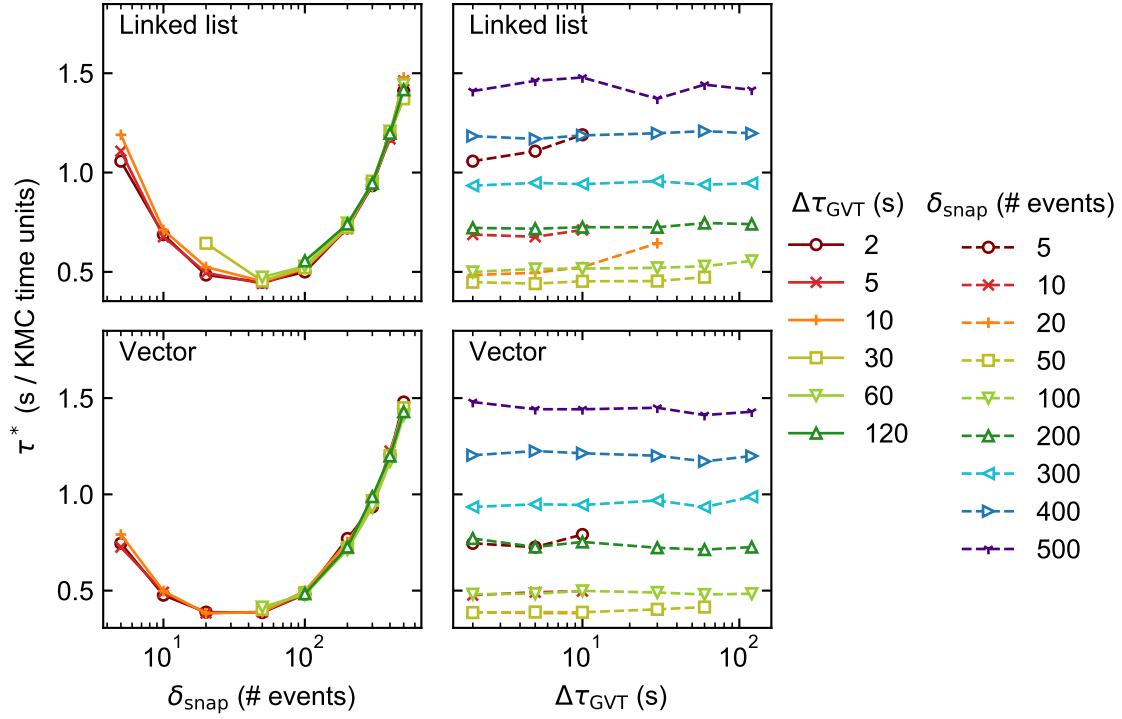 Linked list
Linked list
1.5
1.0
0.5
Vector
Vector
1.5
1.0
0.5
τ* (s / KMC time units)
10¹ 10² 10¹ 10²
δsnap (# events)
ΔτGVT (s)
ΔτGVT (s)
2
5
10
30
60
120
δsnap (# events)
5
10
20
50
100
200
300
400
500